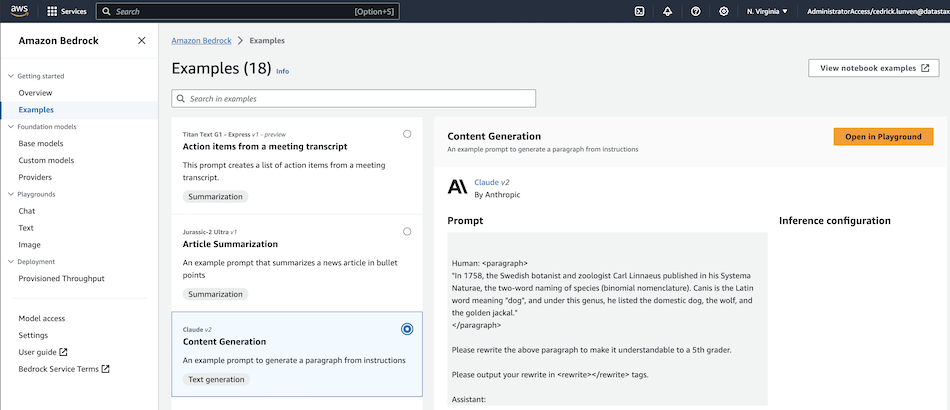 aws
Services
Search
[Option+S]
N. Virginia
AdministratorAccess/cedrick.lunven@datastax
Amazon Bedrock
Getting started
Overview
Examples
Foundation models
Base models
Custom models
Providers
Playgrounds
Chat
Text
Image
Deployment
Provisioned Throughput
Model access
Settings
User guide
Bedrock Service Terms
Amazon Bedrock > Examples
Examples (18) Info
View notebook examples
Search in examples
Titan Text G1 - Express v1 - preview
Action items from a meeting transcript
This prompt creates a list of action items from a meeting
transcript.
Summarization
Jurassic-2 Ultra v1
Article Summarization
An example prompt that summarizes a news article in bullet
points
Summarization
Claude v2
Content Generation
An example prompt to generate a paragraph from instructions
Text generation
Content Generation
An example prompt to generate a paragraph from instructions
Open in Playground
Claude v2
By Anthropic
Prompt
Inference configuration
Human: <paragraph>
"In 1758, the Swedish botanist and zoologist Carl Linnaeus published in his Systema
Naturae, the two-word naming of species (binomial nomenclature). Canis is the Latin
word meaning "dog", and under this genus, he listed the domestic dog, the wolf, and
the golden jackal."
</paragraph>
Please rewrite the above paragraph to make it understandable to a 5th grader.
Please output your rewrite in <rewrite></rewrite> tags.
Assistant: